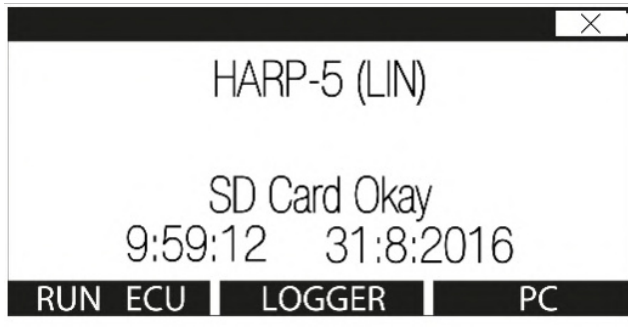 HARP-5 (LIN)
SD Card Okay
9:59:12 31:8:2016
RUN ECU LOGGER PC